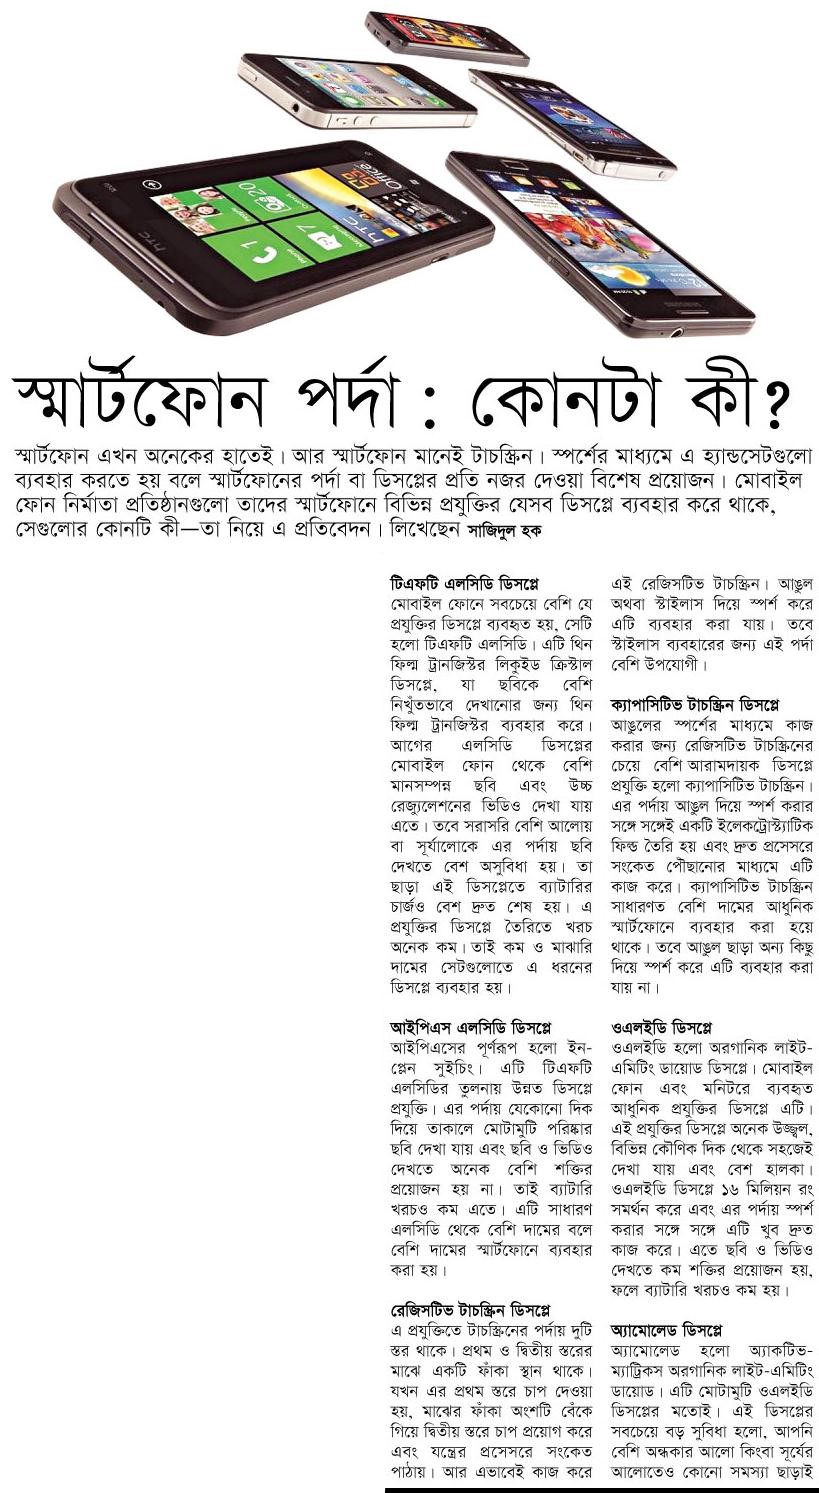 স্মার্টফোন পর্দা : কোনটা কী?
স্মার্টফোন এখন অনেকের হাতেই। আর স্মার্টফোন মানেই টাচস্ক্রিন। স্পর্শের মাধ্যমে এ হ্যান্ডসেটগুলো
ব্যবহার করতে হয় বলে স্মার্টফোনের পর্দা বা ডিসপ্লের প্রতি নজর দেওয়া বিশেষ প্রয়োজন। মোবাইল
ফোন নির্মাতা প্রতিষ্ঠানগুলো তাদের স্মার্টফোনে বিভিন্ন প্রযুক্তির যেসব ডিসপ্লে ব্যবহার করে থাকে,
সেগুলোর কোনটি কী—তা নিয়ে এ প্রতিবেদন। লিখেছেন সাজিদুল হক
টিএফটি এলসিডি ডিসপ্লে
মোবাইল ফোনে সবচেয়ে বেশি যে
প্রযুক্তির ডিসপ্লে ব্যবহৃত হয়, সেটি
হলো টিএফটি এলসিডি। এটি থিন
ফিল্ম ট্রানজিস্টর লিকুইড ক্রিস্টাল
ডিসপ্লে, যা ছবিকে বেশি
নিখুঁতভাবে দেখানোর জন্য থিন
ফিল্ম ট্রানজিস্টর ব্যবহার করে।
আগের এলসিডি ডিসপ্লের
মোবাইল ফোন থেকে বেশি
মানসম্পন্ন ছবি এবং উচ্চ
রেজ্যুলেশনের ভিডিও দেখা যায়
এতে। তবে সরাসরি বেশি আলোয়
বা সূর্যালোকে এর পর্দায় ছবি
দেখতে বেশ অসুবিধা হয়। তা
ছাড়া এই ডিসপ্লেতে ব্যাটারির
চার্জও বেশ দ্রুত শেষ হয়। এ
প্রযুক্তির ডিসপ্লে তৈরিতে খরচ
অনেক কম। তাই কম ও মাঝারি
দামের সেটগুলোতে এ ধরনের
ডিসপ্লে ব্যবহার হয়।
আইপিএস এলসিডি ডিসপ্লে
আইপিএসের পূর্ণরূপ হলো ইন-
প্লেন সুইচিং। এটি টিএফটি
এলসিডির তুলনায় উন্নত ডিসপ্লে
প্রযুক্তি। এর পর্দায় যেকোনো দিক
দিয়ে তাকালে মোটামুটি পরিষ্কার
ছবি দেখা যায় এবং ছবি ও ভিডিও
দেখতে অনেক বেশি শক্তির
প্রয়োজন হয় না। তাই ব্যাটারি
খরচও কম এতে। এটি সাধারণ
এলসিডি থেকে বেশি দামের বলে
বেশি দামের স্মার্টফোনে ব্যবহার
করা হয়।
রেজিসটিভ টাচস্ক্রিন ডিসপ্লে
এ প্রযুক্তিতে টাচস্ক্রিনের পর্দায় দুটি
স্তর থাকে। প্রথম ও দ্বিতীয় স্তরের
মাঝে একটি ফাঁকা স্থান থাকে।
যখন এর প্রথম স্তরে চাপ দেওয়া
হয়, মাঝের ফাঁকা অংশটি বেঁকে
গিয়ে দ্বিতীয় স্তরে চাপ প্রয়োগ করে
এবং যন্ত্রের প্রসেসরে সংকেত
পাঠায়। আর এভাবেই কাজ করে
এই রেজিসটিভ টাচস্ক্রিন। আঙুল
অথবা স্টাইলাস দিয়ে স্পর্শ করে
এটি ব্যবহার করা যায়। তবে
স্টাইলাস ব্যবহারের জন্য এই পর্দা
বেশি উপযোগী।
ক্যাপাসিটিভ টাচস্ক্রিন ডিসপ্লে
আঙুলের স্পর্শের মাধ্যমে কাজ
করার জন্য রেজিসটিভ টাচস্ক্রিনের
চেয়ে বেশি আরামদায়ক ডিসপ্লে
প্রযুক্তি হলো ক্যাপাসিটিভ টাচস্ক্রিন।
এর পর্দায় আঙুল দিয়ে স্পর্শ করার
সঙ্গে সঙ্গেই একটি ইলেকট্রোস্ট্যাটিক
ফিল্ড তৈরি হয় এবং দ্রুত প্রসেসরে
সংকেত পৌছানোর মাধ্যমে এটি
কাজ করে। ক্যাপাসিটিভ টাচস্ক্রিন
সাধারণত বেশি দামের আধুনিক
স্মার্টফোনে ব্যবহার করা হয়ে
থাকে। তবে আঙুল ছাড়া অন্য কিছু
দিয়ে স্পর্শ করে এটি ব্যবহার করা
যায় না।
ওএলইডি ডিসপ্লে
ওএলইডি হলো অরগানিক লাইট-
এমিটিং ডায়োড ডিসপ্লে। মোবাইল
ফোন এবং মনিটরে ব্যবহৃত
আধুনিক প্রযুক্তির ডিসপ্লে এটি।
এই প্রযুক্তির ডিসপ্লে অনেক উজ্জ্বল,
বিভিন্ন কৌণিক দিক থেকে সহজেই
দেখা যায় এবং বেশ হালকা।
ওএলইডি ডিসপ্লে ১৬ মিলিয়ন রং
সমর্থন করে এবং এর পর্দায় স্পর্শ
করার সঙ্গে সঙ্গে এটি খুব দ্রুত
কাজ করে। এতে ছবি ও ভিডিও
দেখতে কম শক্তির প্রয়োজন হয়,
ফলে ব্যাটারি খরচও কম হয়।
অ্যামোলেড ডিসপ্লে
অ্যামোলেড হলো অ্যাকটিভ-
ম্যাট্রিকস অরগানিক লাইট-এমিটিং
ডায়োড। এটি মোটামুটি ওএলইডি
ডিসপ্লের মতোই। এই ডিসপ্লের
সবচেয়ে বড় সুবিধা হলো, আপনি
বেশি অন্ধকার আলো কিংবা সূর্যের
আলোতেও কোনো সমস্যা ছাড়াই